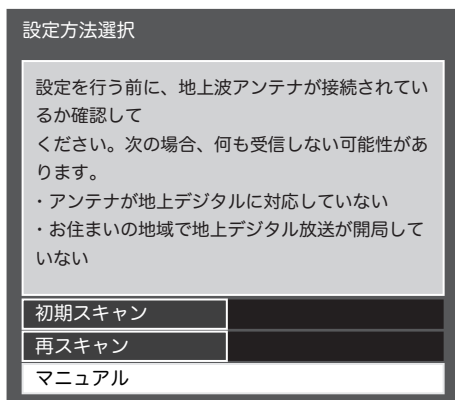 設定方法選択
設定を行う前に、地上波アンテナが接続されてい
るか確認して
ください。次の場合、何も受信しない可能性があ
ります。
・アンテナが地上デジタルに対応していない
・お住まいの地域で地上デジタル放送が開局して
いない
初期スキャン
再スキャン
マニュアル